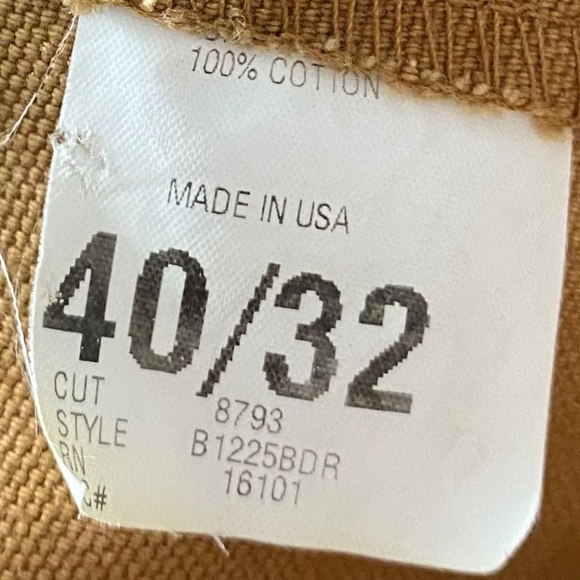 100% COTTON
MADE IN USA
40/32
CUT 8793
STYLE B1225BDR
RN 16101
#